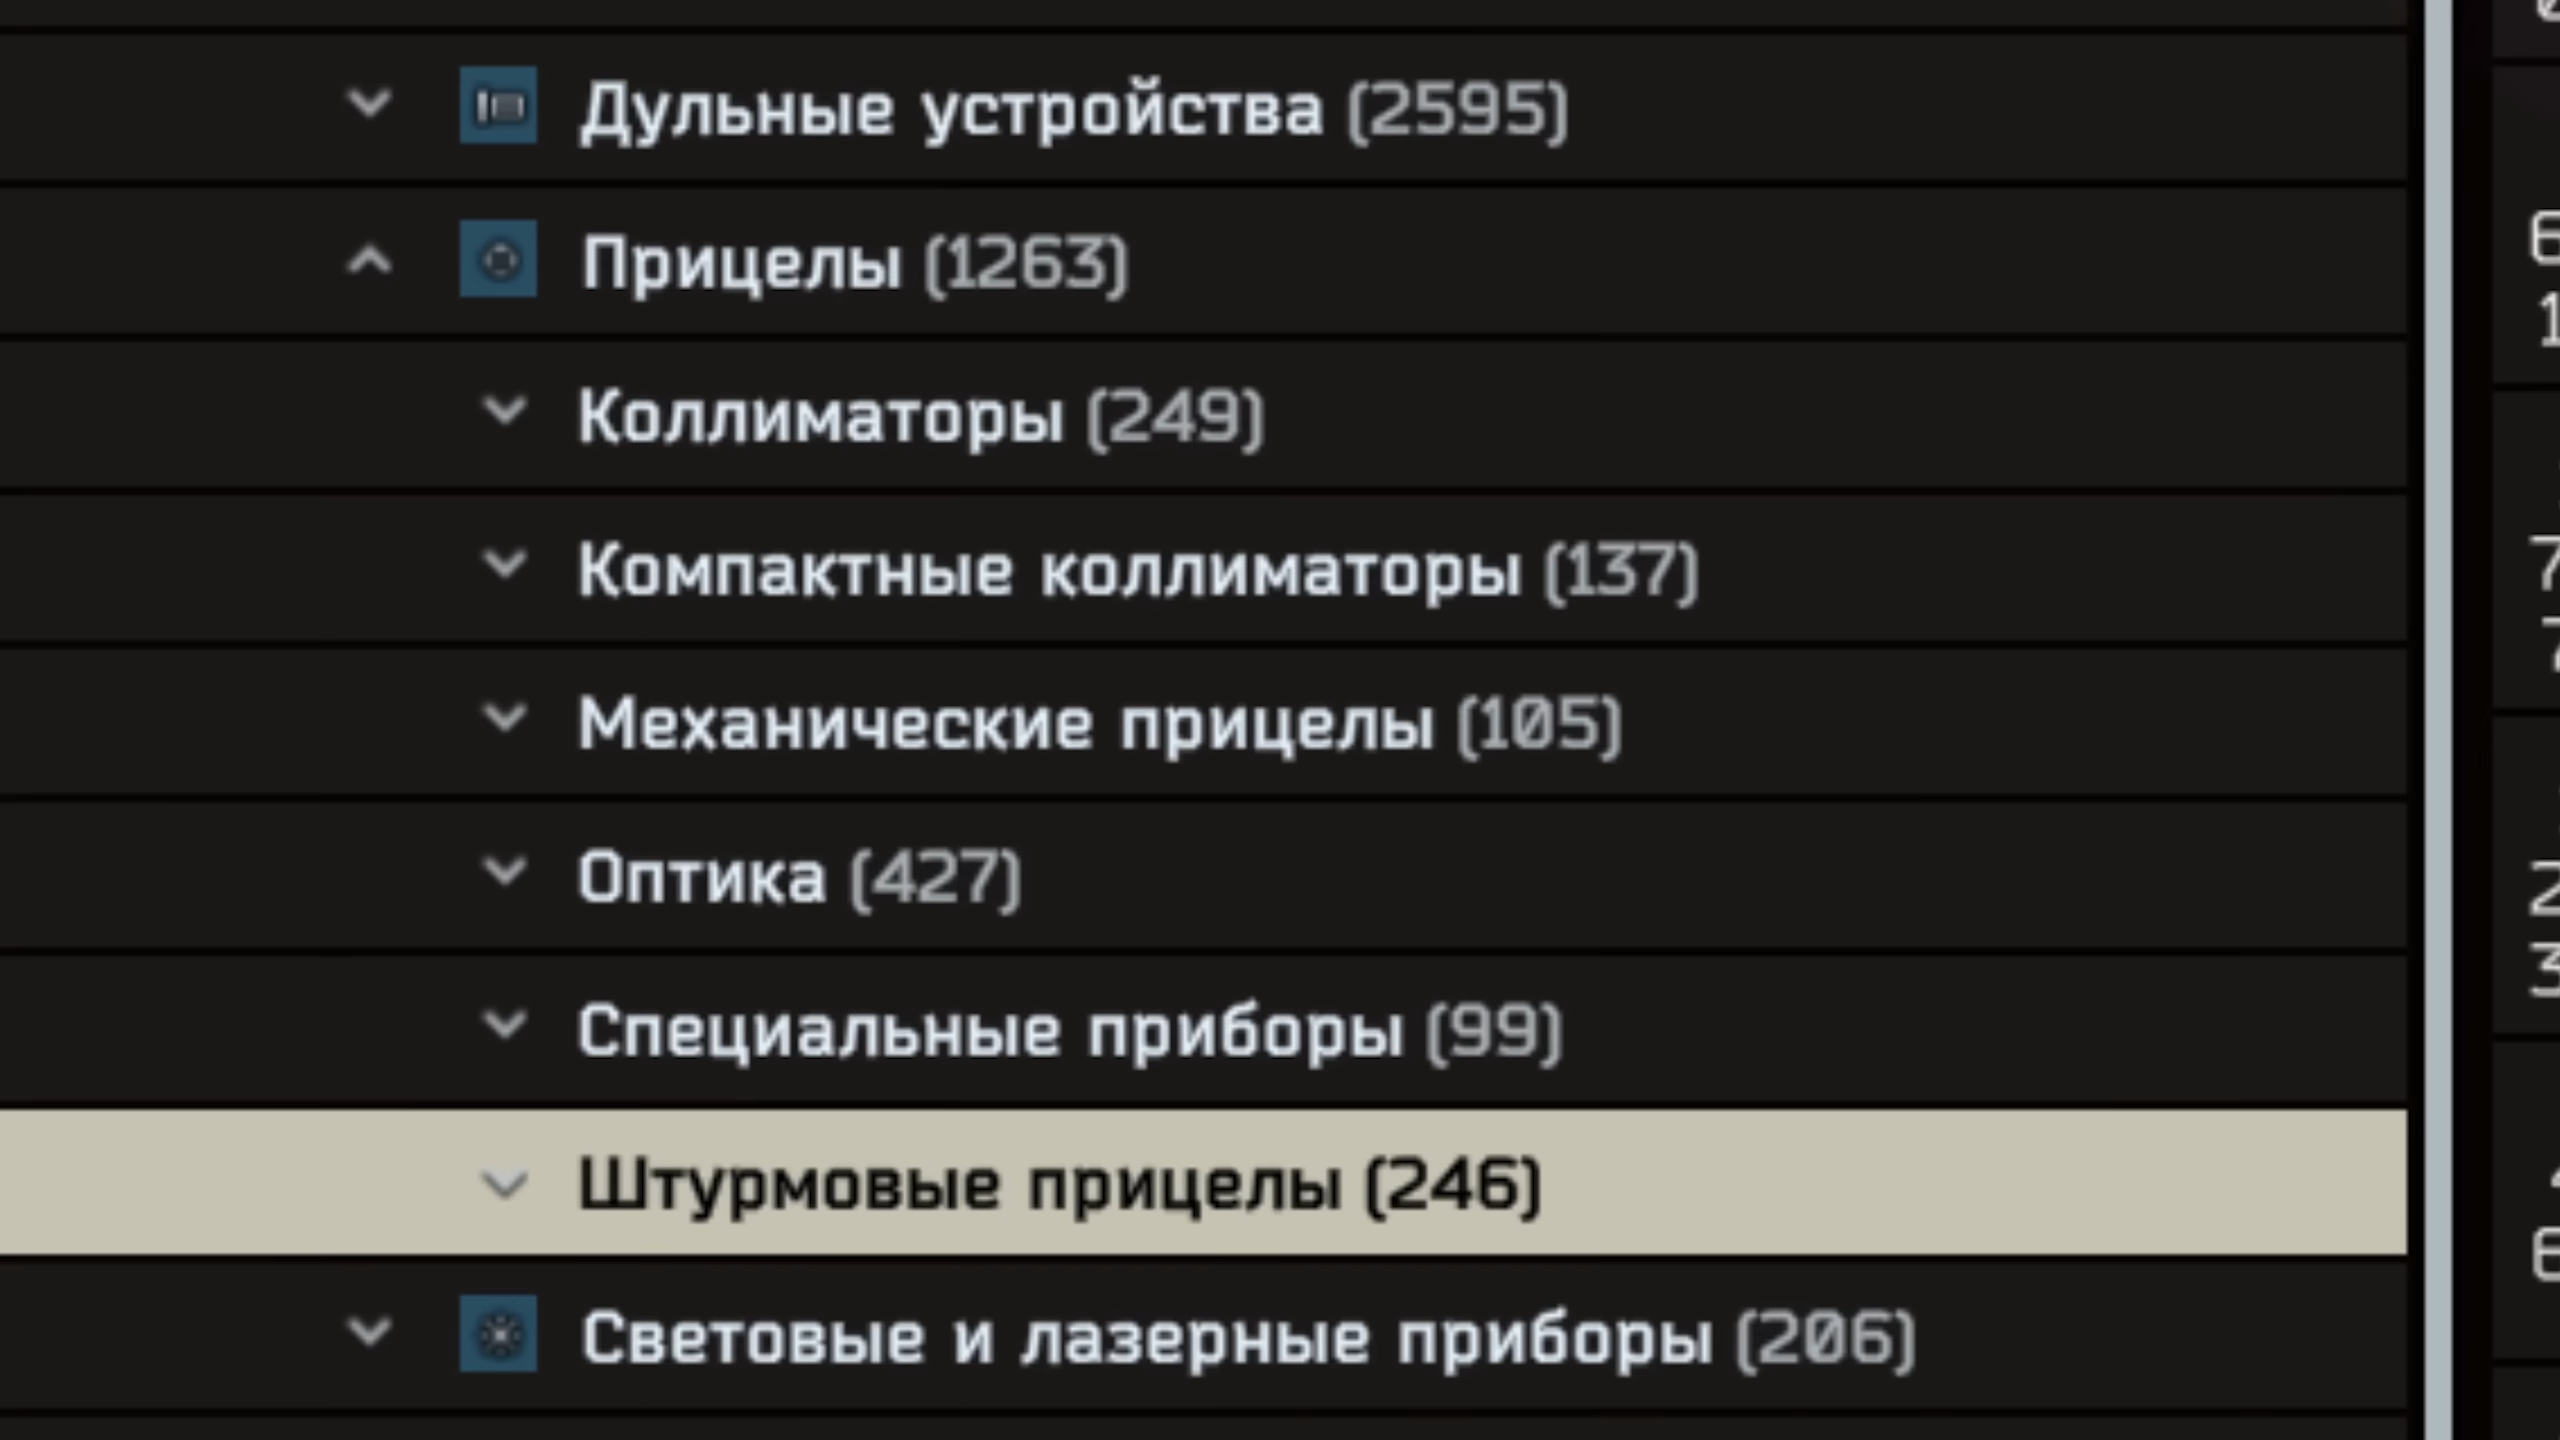 Дульные устройства (2595)
Прицелы (1263)
Коллиматоры (249)
Компактные коллиматоры (137)
Механические прицелы (105)
Оптика (427)
Специальные приборы (99)
Штурмовые прицелы (246)
Световые и лазерные приборы (206)